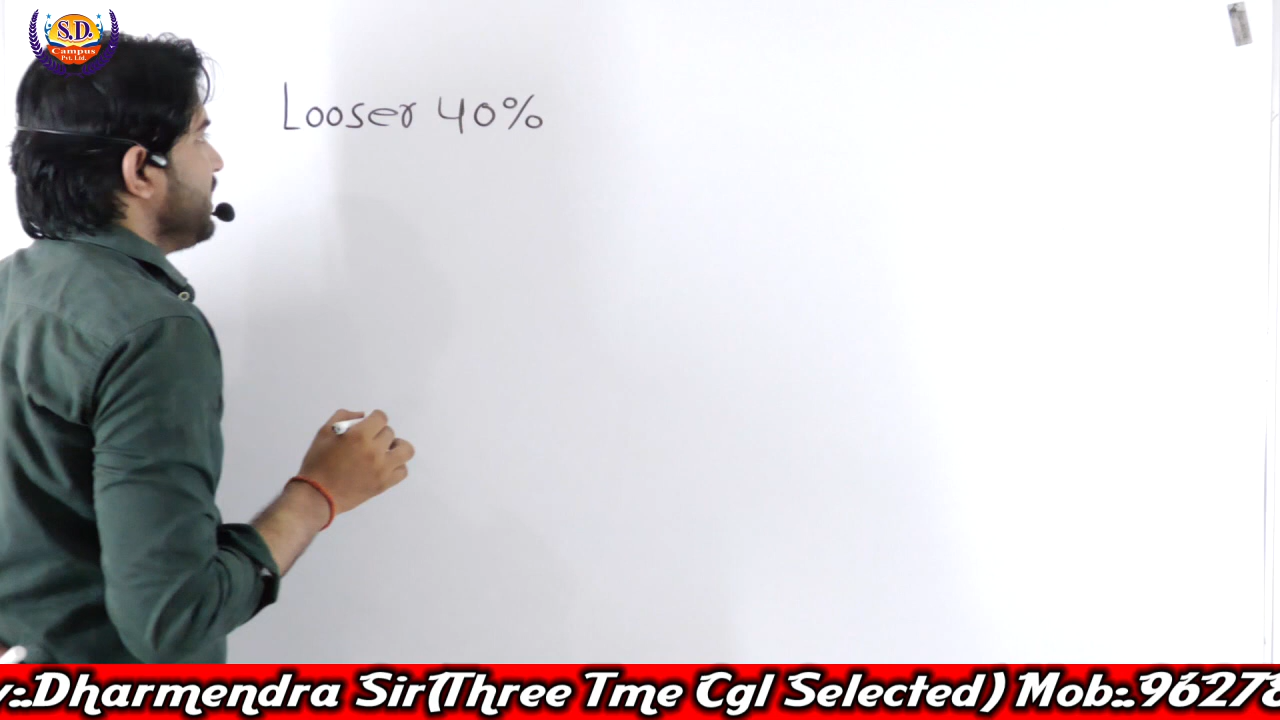 S.D.
Campus
Pvt. Ltd.
Looser 40%
y:.Dharmendra Sir(Three Tme Cgl Selected) Mob:.96278